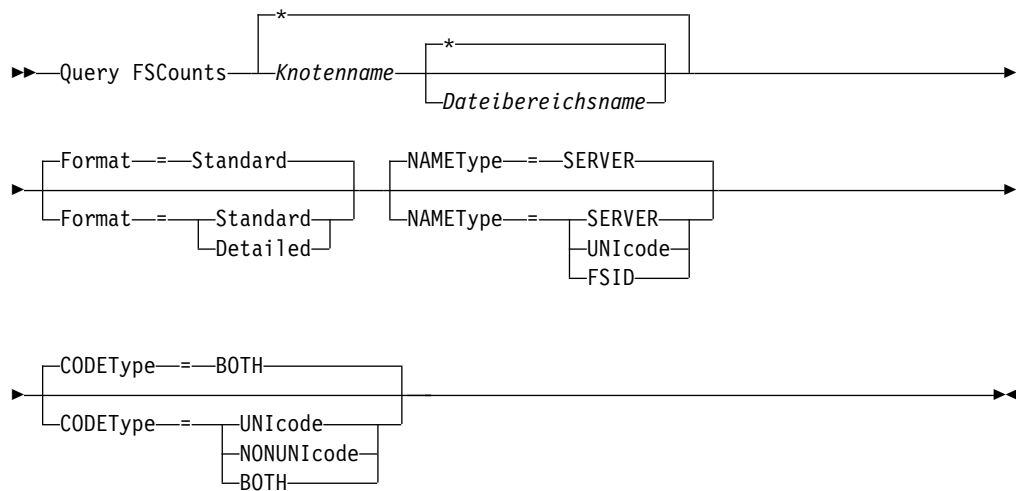 *
*
Query FSCounts Knotenname
Dateibereichsname
Format = Standard NAMEType = SERVER
Format = Standard NAMEType = SERVER
Detailed UNIcode
FSID
CODEType = BOTH
CODEType = UNIcode
NONUNIcode
BOTH